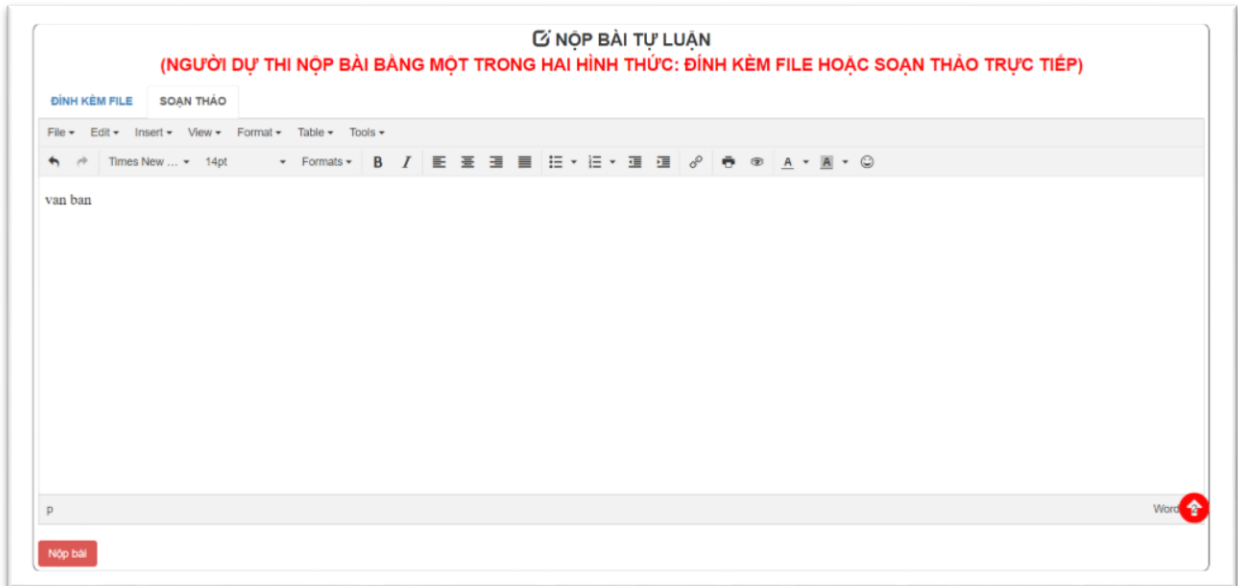 NỘP BÀI TỰ LUẬN
(NGƯỜI DỰ THI NỘP BÀI BẰNG MỘT TRONG HAI HÌNH THỨC: ĐÍNH KÈM FILE HOẶC SOẠN THẢO TRỰC TIẾP)
ĐÍNH KÈM FILE SOẠN THẢO
File Edit Insert View Format Table Tools
Times New ... 14pt Formats B I A A
van ban
p
Nộp bài